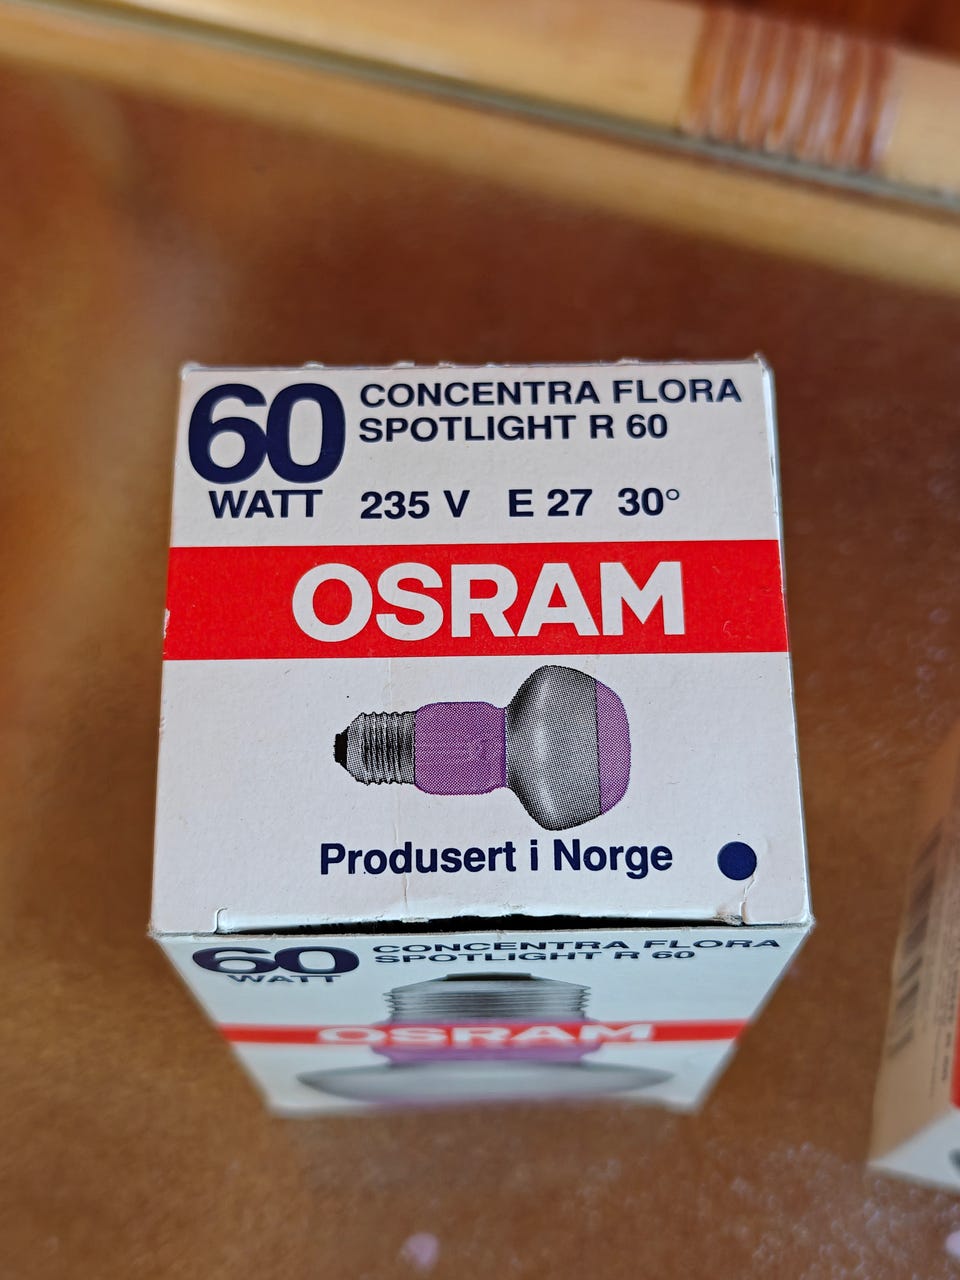 60
WATT
CONCENTRA FLORA
SPOTLIGHT R 60
235 V E 27 30°
OSRAM
Produsert i Norge
60
WATT
CONCENTRA FLORA
SPOTLIGHT R 60
OSRAM